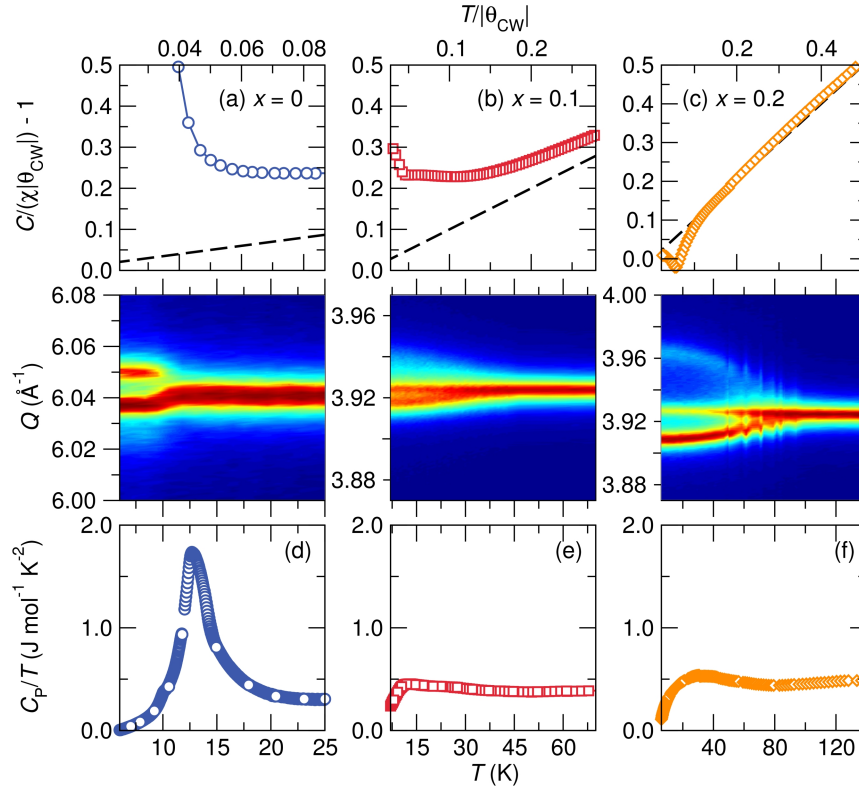 T/|θCW|
0.04 0.06 0.08 0.1 0.2 0.2 0.4
C/(χ|θCW|) - 1
0.5 0.5 0.5
0.4 0.4 0.4
0.3 0.3 0.3
0.2 0.2 0.2
0.1 0.1 0.1
0.0 0.0 0.0
(a) x = 0 (b) x = 0.1 (c) x = 0.2
Q (Å-1)
6.08 4.00
6.06 3.96 3.96
6.04 3.92 3.92
6.02 3.88 3.88
6.00
CP/T (J mol-1 K-2)
2.0 2.0 2.0
(d) (e) (f)
1.0 1.0 1.0
0.0 0.0 0.0
10 15 20 25 15 30 45 60 40 80 120
T (K)